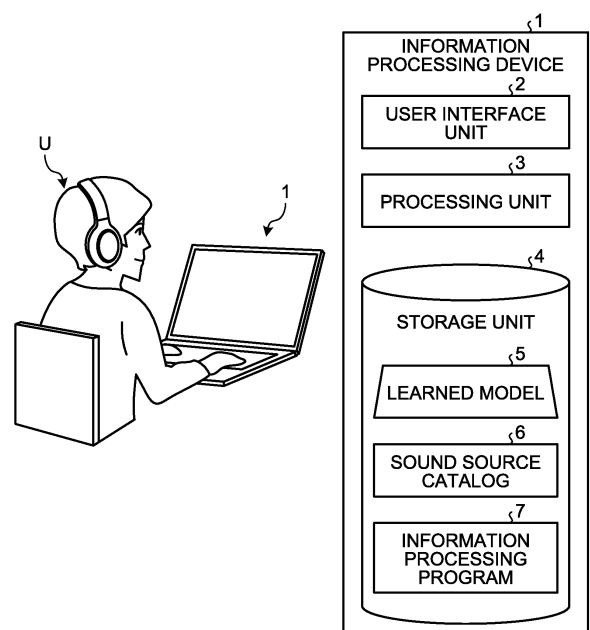 U
1
1
INFORMATION
PROCESSING DEVICE
2
USER INTERFACE
UNIT
3
PROCESSING UNIT
4
STORAGE UNIT
5
LEARNED MODEL
6
SOUND SOURCE
CATALOG
7
INFORMATION
PROCESSING
PROGRAM